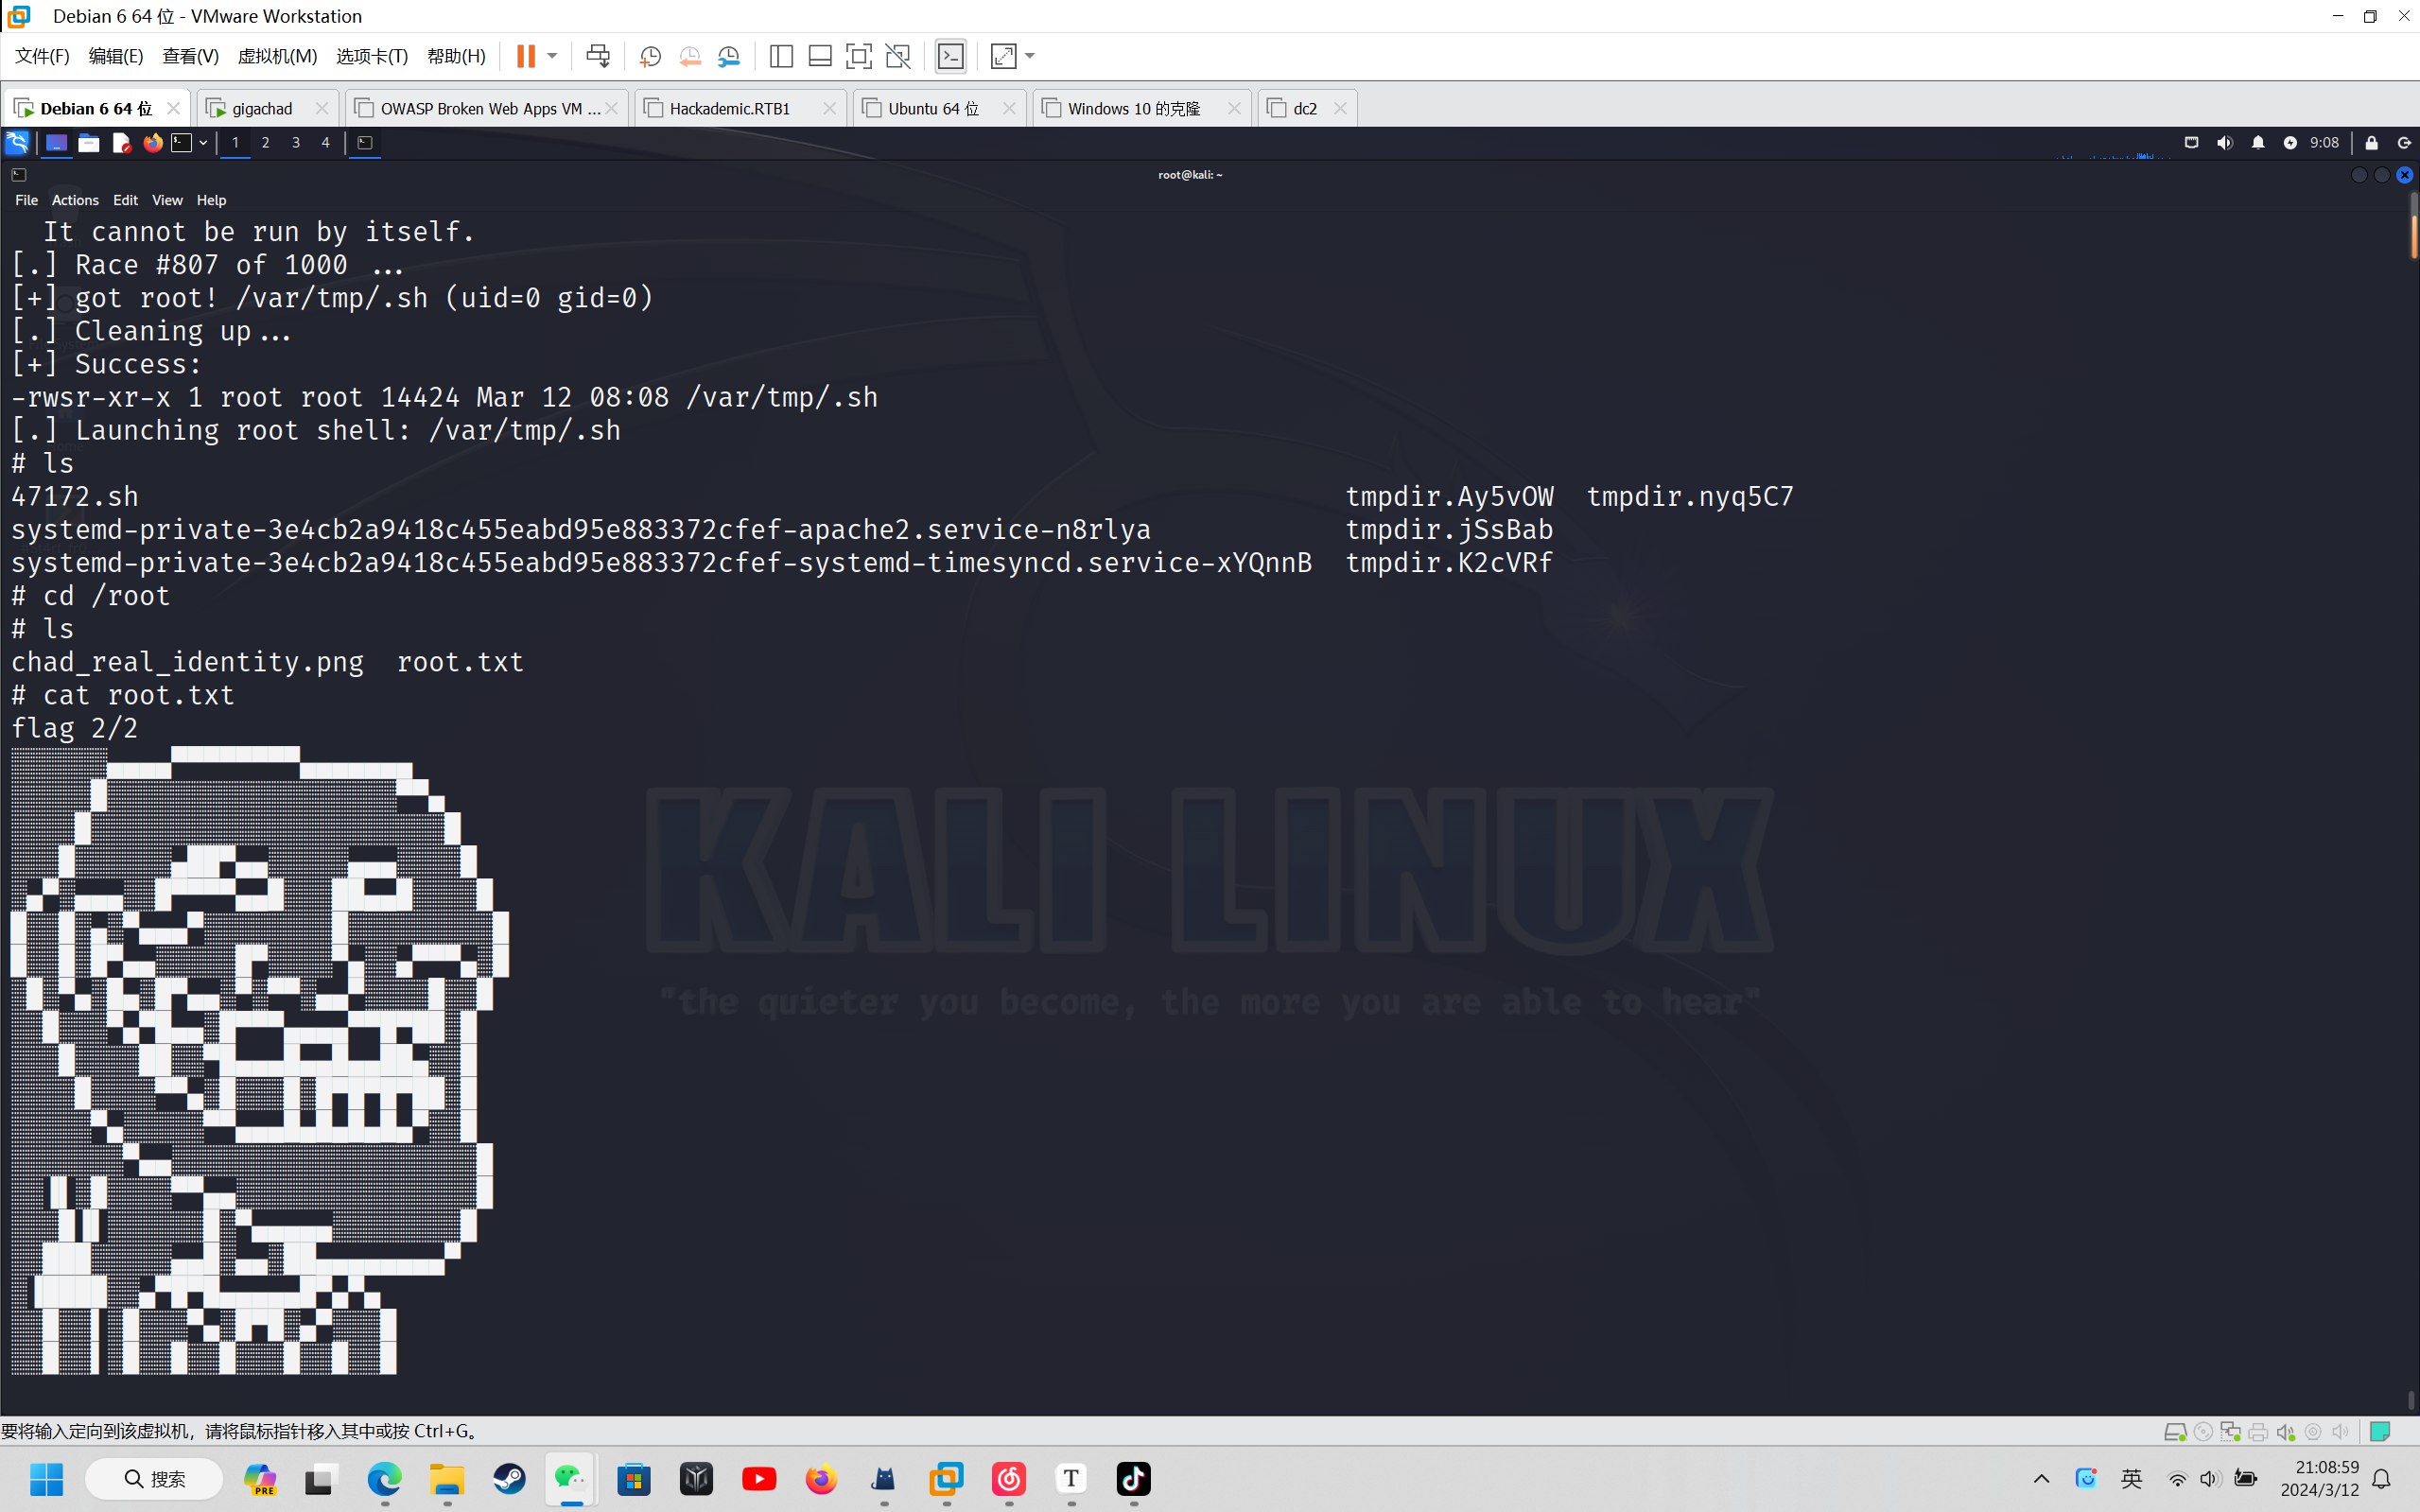 Debian 6 64 位 - VMware Workstation
文件(F) 编辑(E) 查看(V) 虚拟机(M) 选项卡(T) 帮助(H)
Debian 6 64 位 gigachad OWASP Broken Web Apps VM ... Hackademic.RTB1 Ubuntu 64 位 Windows 10 的克隆 dc2
1 2 3 4 9:08
root@kali: ~
File Actions Edit View Help
It cannot be run by itself.
[.] Race #807 of 1000 ...
[+] got root! /var/tmp/.sh (uid=0 gid=0)
[.] Cleaning up...
[+] Success:
-rwsr-xr-x 1 root root 14424 Mar 12 08:08 /var/tmp/.sh
[.] Launching root shell: /var/tmp/.sh
# ls
47172.sh tmpdir.Ay5vOW tmpdir.nyq5C7
systemd-private-3e4cb2a9418c455eabd95e883372cfef-apache2.service-n8rlya tmpdir.jSsBab
systemd-private-3e4cb2a9418c455eabd95e883372cfef-systemd-timesyncd.service-xYQnnB tmpdir.K2cVRf
# cd /root
# ls
chad_real_identity.png root.txt
# cat root.txt
flag 2/2
KALI LINUX
"the quieter you become, the more you are able to hear"
要将输入定向到该虚拟机，请将鼠标指针移入其中或按 Ctrl+G。
搜索 PRE 英 21:08:59
2024/3/12